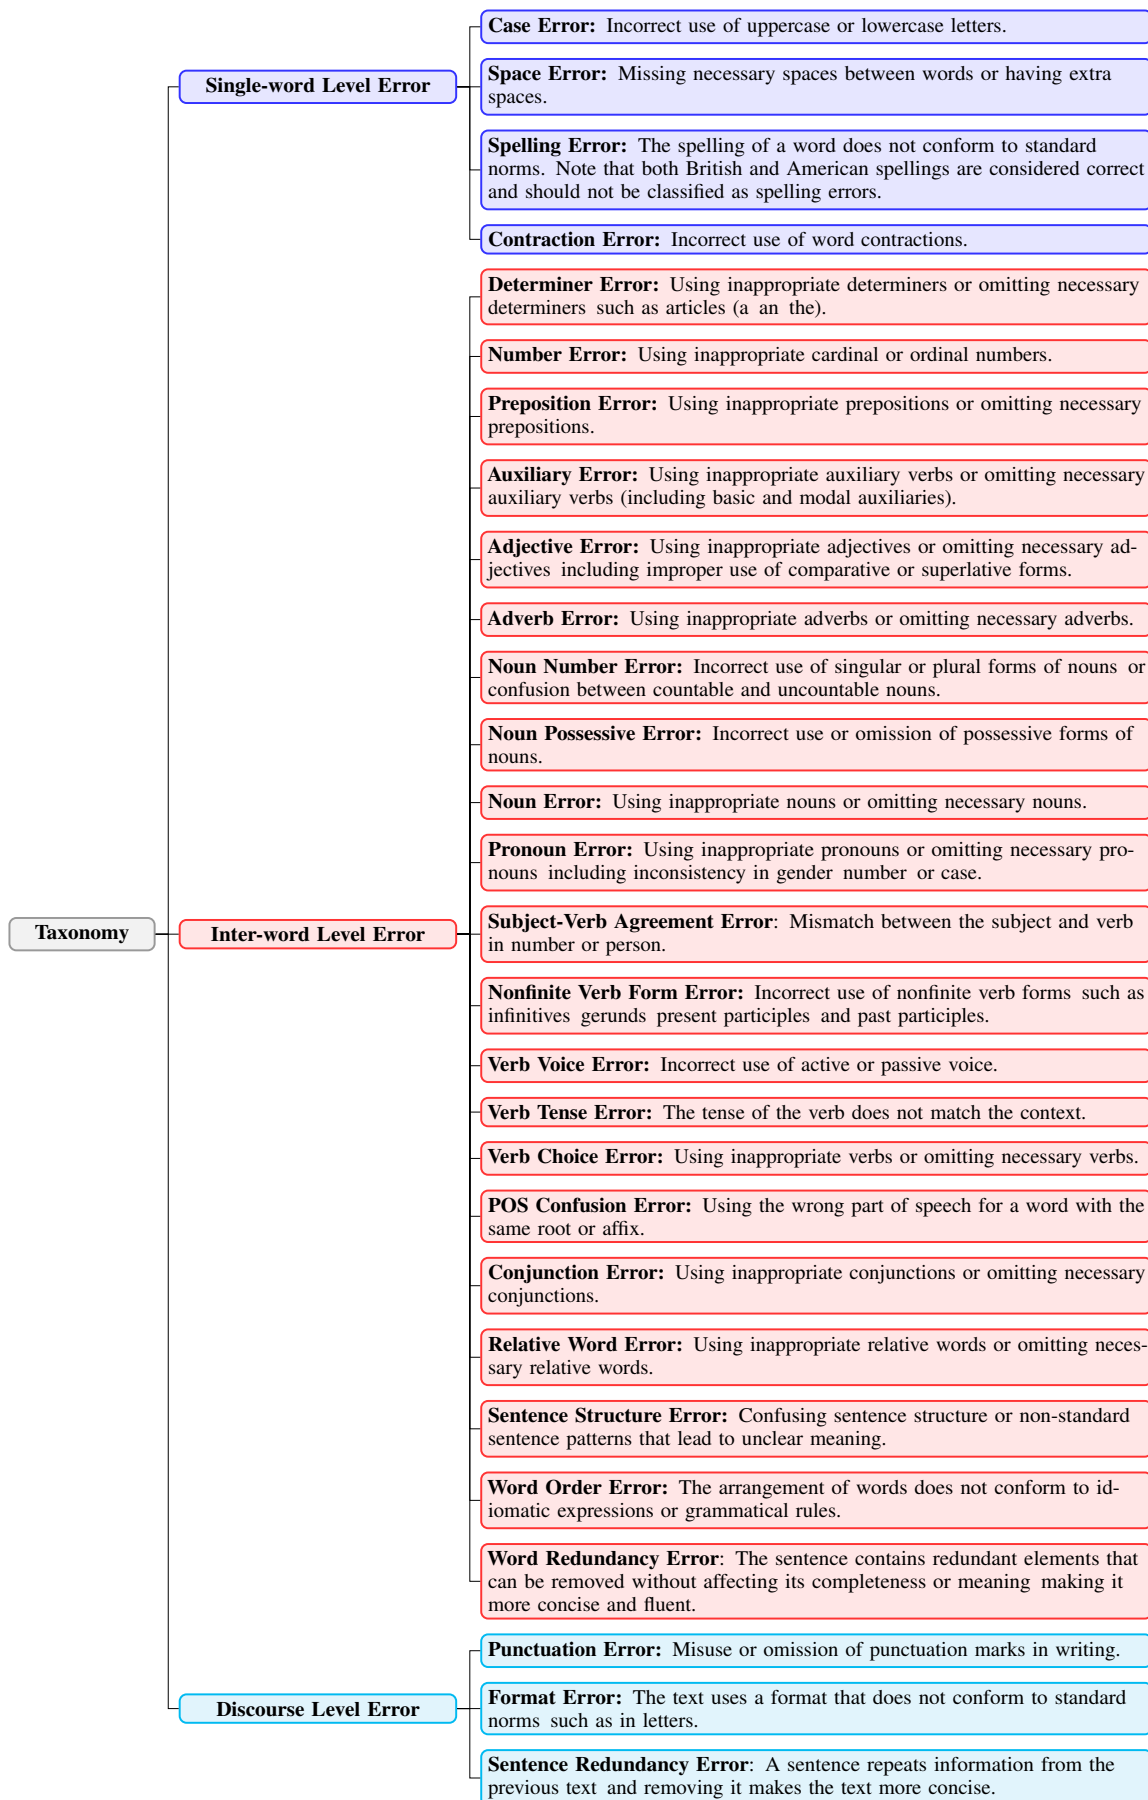 Case Error: Incorrect use of uppercase or lowercase letters.
Single-word Level Error
Space Error: Missing necessary spaces between words or having extra
spaces.
Spelling Error: The spelling of a word does not conform to standard
norms. Note that both British and American spellings are considered correct
and should not be classified as spelling errors.
Contraction Error: Incorrect use of word contractions.
Determiner Error: Using inappropriate determiners or omitting necessary
determiners such as articles (a an the).
Number Error: Using inappropriate cardinal or ordinal numbers.
Preposition Error: Using inappropriate prepositions or omitting necessary
prepositions.
Auxiliary Error: Using inappropriate auxiliary verbs or omitting necessary
auxiliary verbs (including basic and modal auxiliaries).
Adjective Error: Using inappropriate adjectives or omitting necessary ad-
jectives including improper use of comparative or superlative forms.
Adverb Error: Using inappropriate adverbs or omitting necessary adverbs.
Noun Number Error: Incorrect use of singular or plural forms of nouns or
confusion between countable and uncountable nouns.
Noun Possessive Error: Incorrect use or omission of possessive forms of
nouns.
Noun Error: Using inappropriate nouns or omitting necessary nouns.
Pronoun Error: Using inappropriate pronouns or omitting necessary pro-
nouns including inconsistency in gender number or case.
Taxonomy
Inter-word Level Error
Subject-Verb Agreement Error: Mismatch between the subject and verb
in number or person.
Nonfinite Verb Form Error: Incorrect use of nonfinite verb forms such as
infinitives gerunds present participles and past participles.
Verb Voice Error: Incorrect use of active or passive voice.
Verb Tense Error: The tense of the verb does not match the context.
Verb Choice Error: Using inappropriate verbs or omitting necessary verbs.
POS Confusion Error: Using the wrong part of speech for a word with the
same root or affix.
Conjunction Error: Using inappropriate conjunctions or omitting necessary
conjunctions.
Relative Word Error: Using inappropriate relative words or omitting neces-
sary relative words.
Sentence Structure Error: Confusing sentence structure or non-standard
sentence patterns that lead to unclear meaning.
Word Order Error: The arrangement of words does not conform to id-
iomatic expressions or grammatical rules.
Word Redundancy Error: The sentence contains redundant elements that
can be removed without affecting its completeness or meaning making it
more concise and fluent.
Punctuation Error: Misuse or omission of punctuation marks in writing.
Discourse Level Error
Format Error: The text uses a format that does not conform to standard
norms such as in letters.
Sentence Redundancy Error: A sentence repeats information from the
previous text and removing it makes the text more concise.